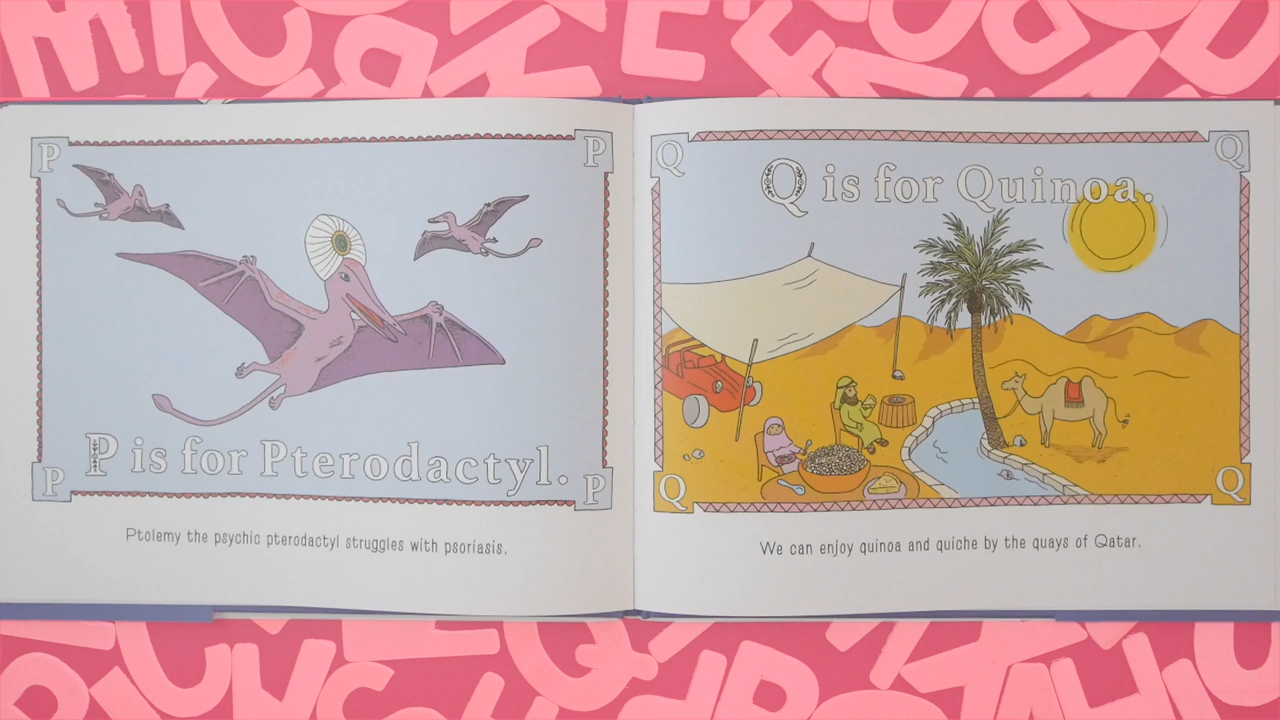 P P
P is for Pterodactyl.
P P
Ptolemy the psychic pterodactyl struggles with psoriasis.
Q Q
Q is for Quinoa.
Q Q
We can enjoy quinoa and quiche by the quays of Qatar.